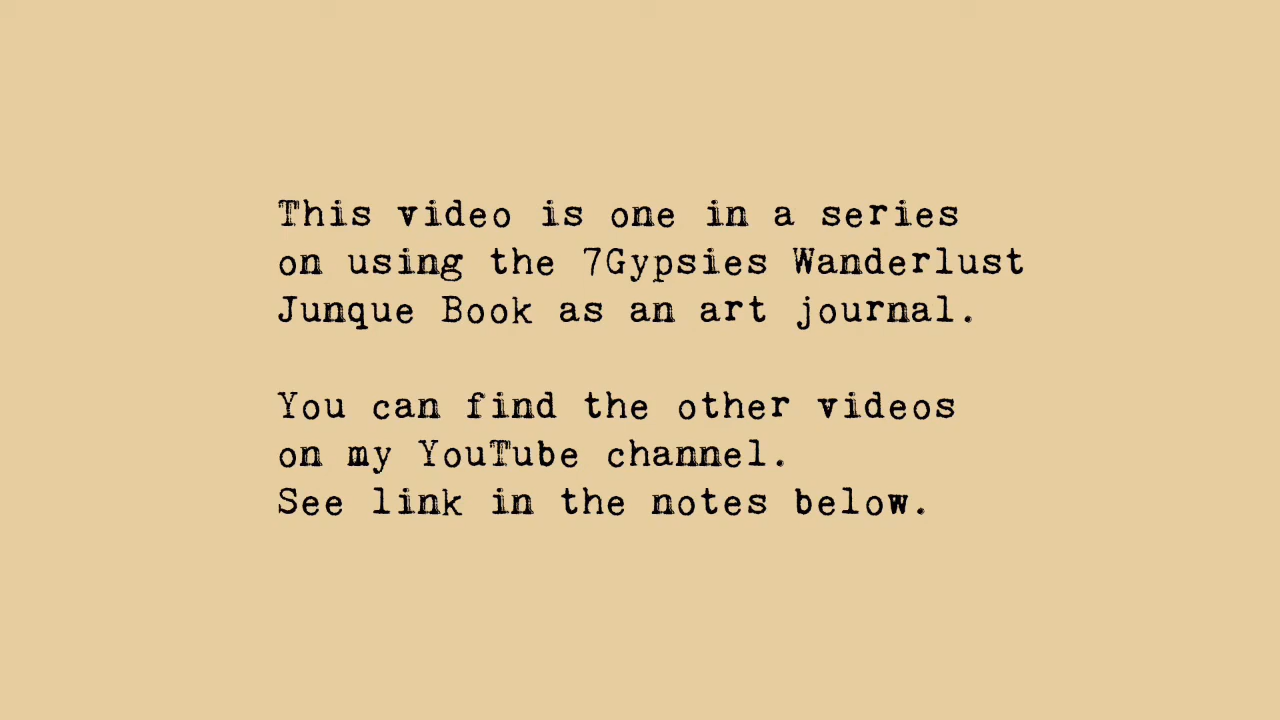 This video is one in a series
on using the 7Gypsies Wanderlust
Junque Book as an art journal.
You can find the other videos
on my YouTube channel.
See link in the notes below.